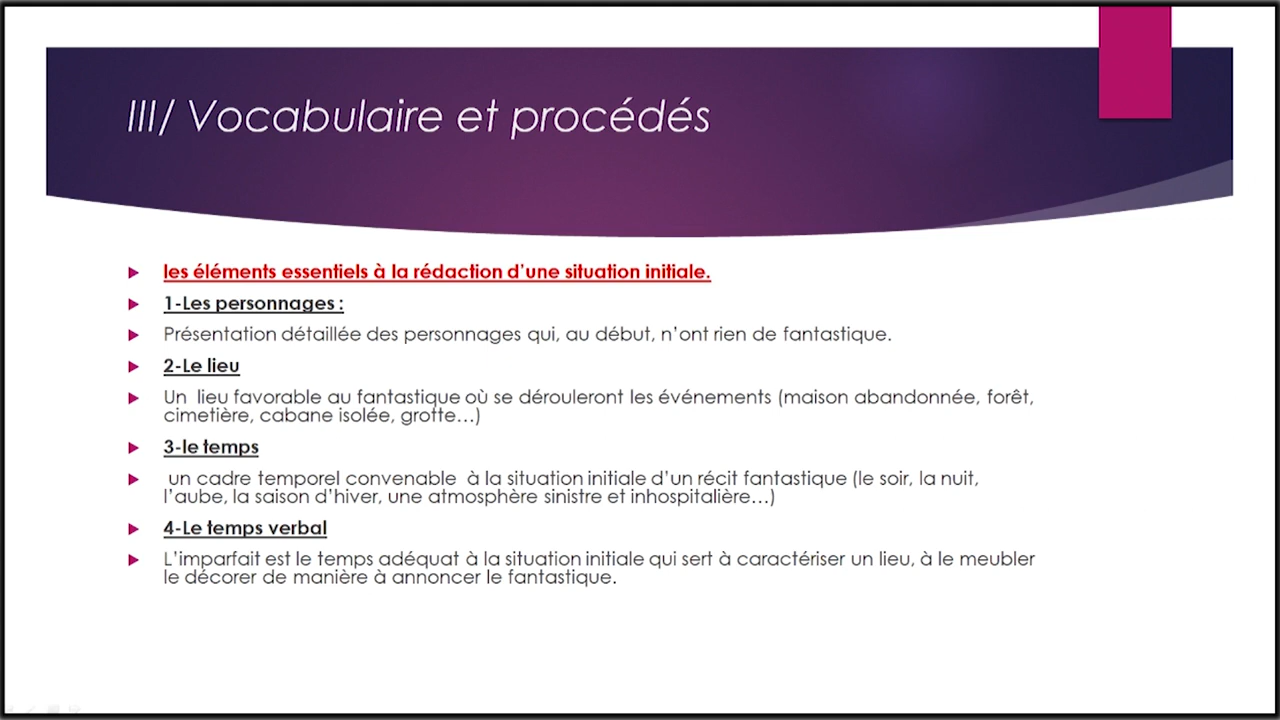 III/ Vocabulaire et procédés
les éléments essentiels à la rédaction d’une situation initiale.
1-Les personnages :
Présentation détaillée des personnages qui, au début, n’ont rien de fantastique.
2-Le lieu
Un lieu favorable au fantastique où se dérouleront les événements (maison abandonnée, forêt,
cimetière, cabane isolée, grotte…)
3-le temps
un cadre temporel convenable à la situation initiale d’un récit fantastique (le soir, la nuit,
l’aube, la saison d’hiver, une atmosphère sinistre et inhospitalière…)
4-Le temps verbal
L’imparfait est le temps adéquat à la situation initiale qui sert à caractériser un lieu, à le meubler
le décorer de manière à annoncer le fantastique.